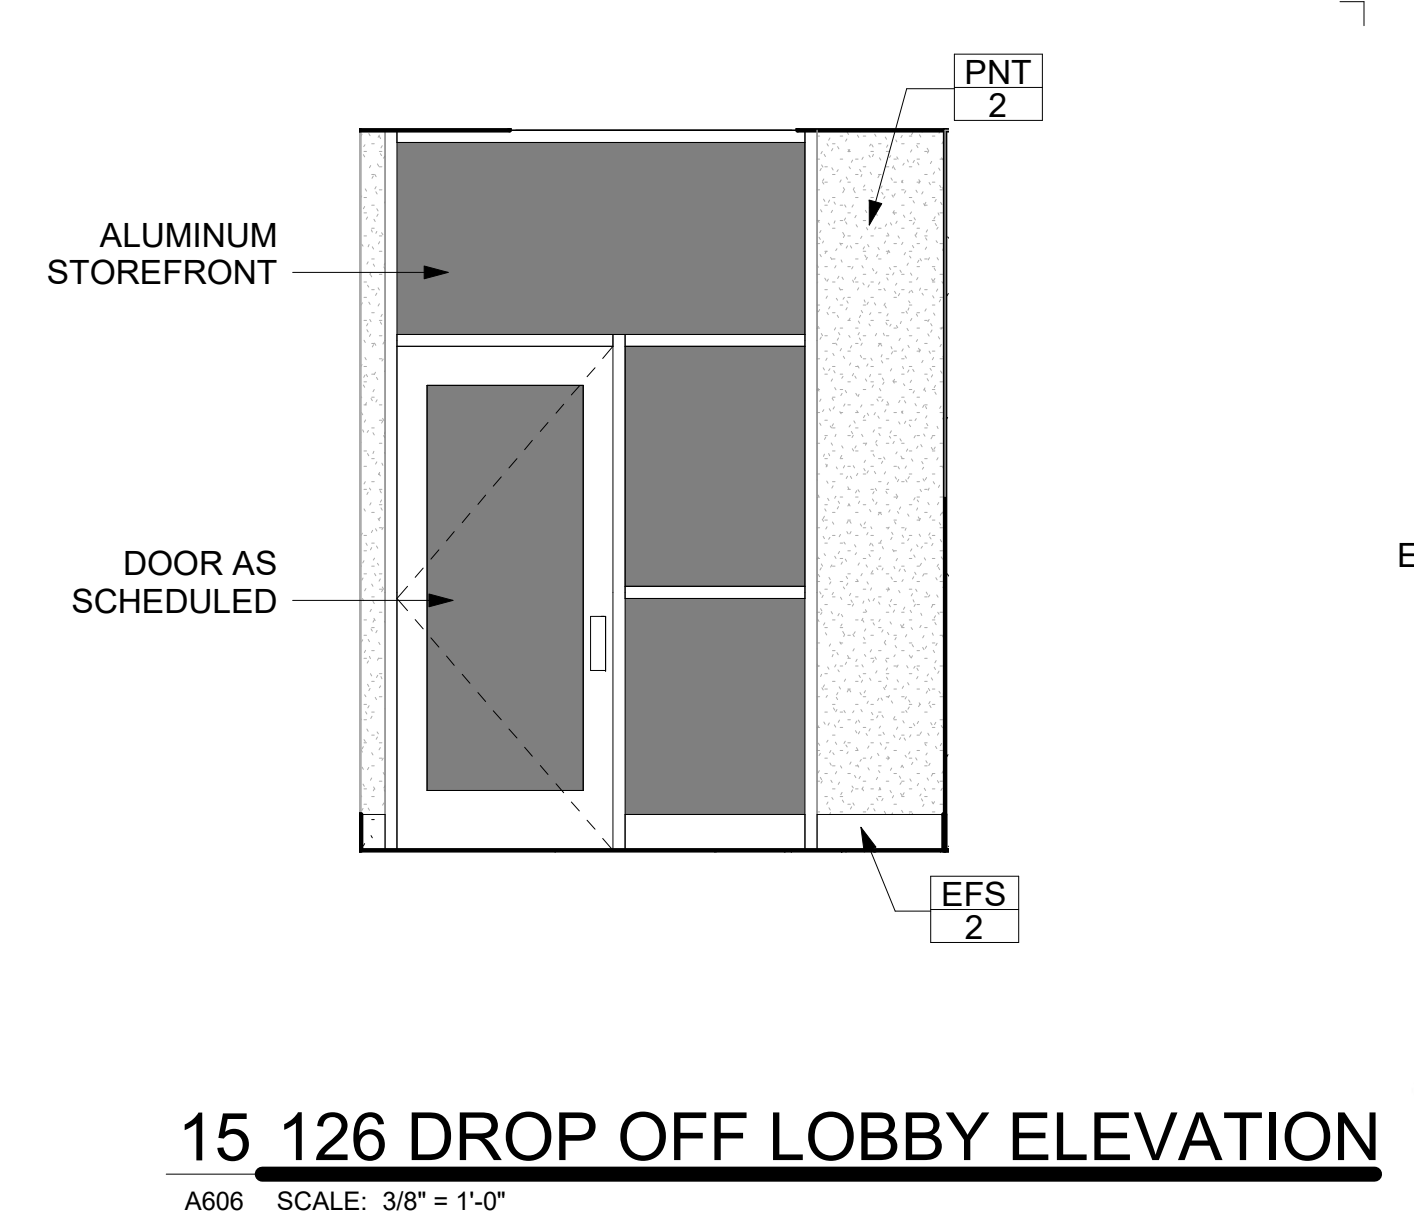 PNT
2
ALUMINUM
STOREFRONT
DOOR AS
SCHEDULED
E
EFS
2
15 126 DROP OFF LOBBY ELEVATION
A606 SCALE: 3/8" = 1'-0"